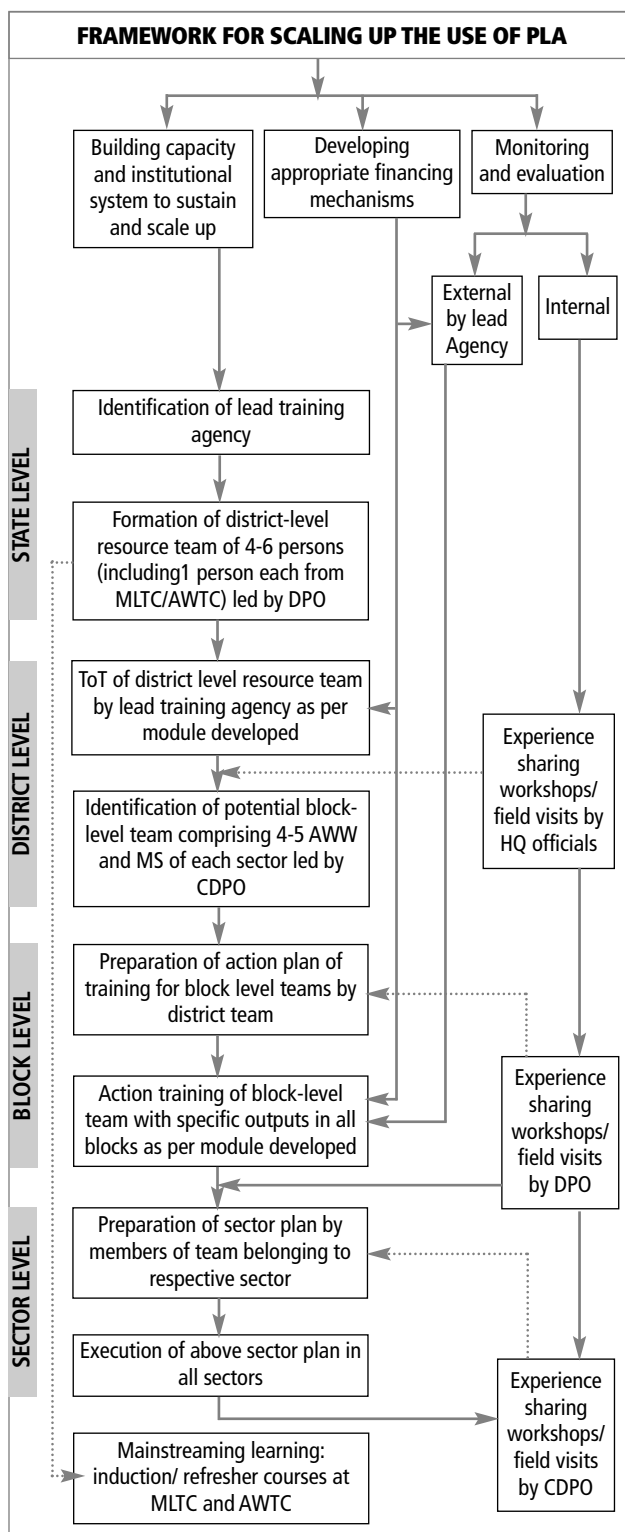 FRAMEWORK FOR SCALING UP THE USE OF PLA
Building capacity
and institutional
system to sustain
and scale up
Developing
appropriate financing
mechanisms
Monitoring
and evaluation
External
by lead
Agency
Internal
STATE LEVEL
Identification of lead training
agency
Formation of district-level
resource team of 4-6 persons
(including1 person each from
MLTC/AWTC) led by DPO
DISTRICT LEVEL
ToT of district level resource team
by lead training agency as per
module developed
Experience
sharing
workshops/
field visits by
HQ officials
Identification of potential block-
level team comprising 4-5 AWW
and MS of each sector led by
CDPO
BLOCK LEVEL
Preparation of action plan of
training for block level teams by
district team
Action training of block-level
team with specific outputs in all
blocks as per module developed
Experience
sharing
workshops/
field visits
by DPO
SECTOR LEVEL
Preparation of sector plan by
members of team belonging to
respective sector
Execution of above sector plan in
all sectors
Experience
sharing
workshops/
field visits
by CDPO
Mainstreaming learning:
induction/ refresher courses at
MLTC and AWTC